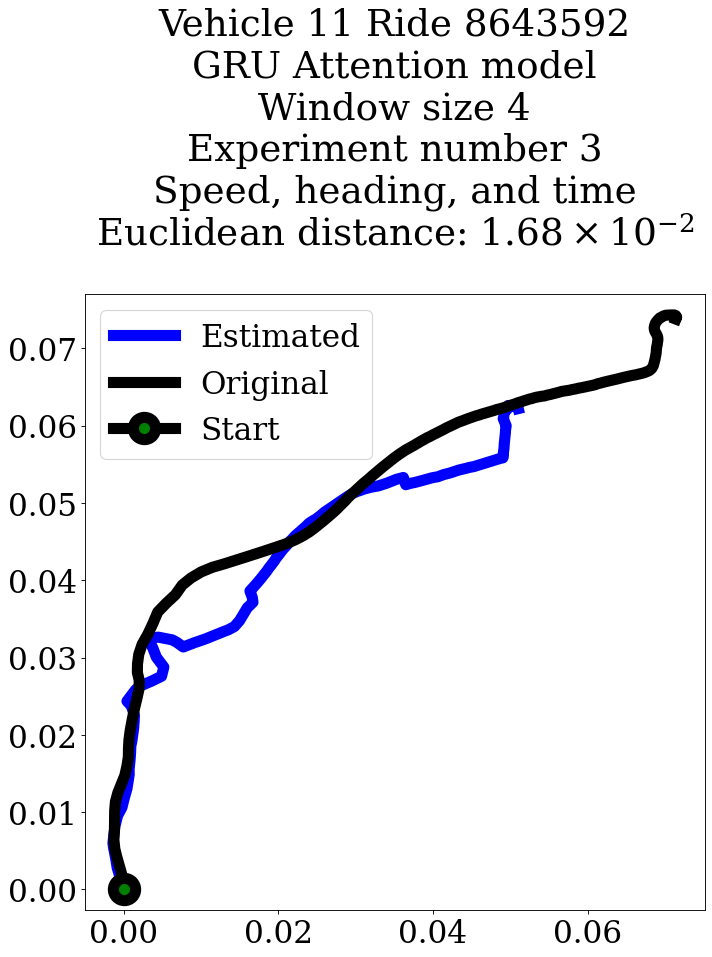 Vehicle 11 Ride 8643592
GRU Attention model
Window size 4
Experiment number 3
Speed, heading, and time
Euclidean distance: 1.68 × 10⁻²
Estimated
Original
Start
0.07
0.06
0.05
0.04
0.03
0.02
0.01
0.00
0.00 0.02 0.04 0.06